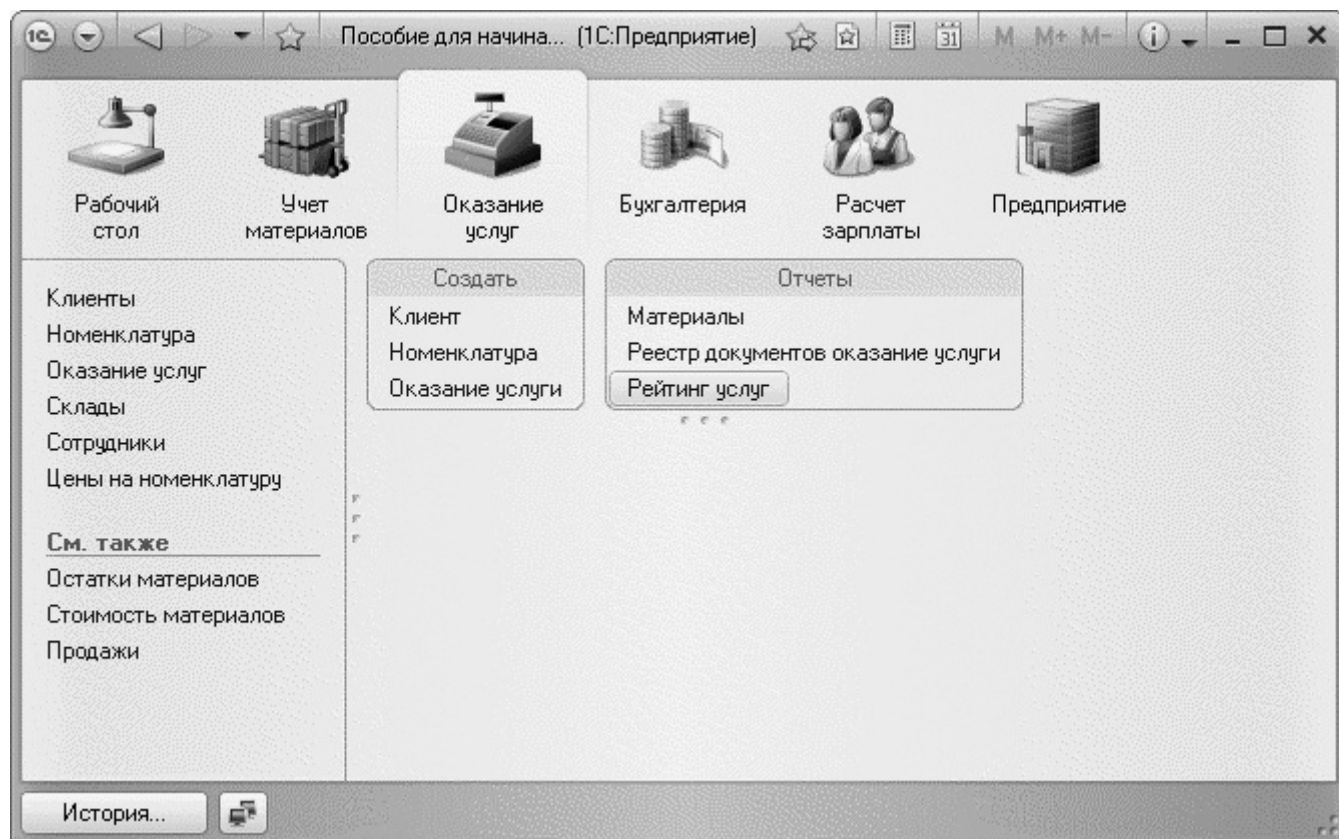 1С Пособие для начина... (1С:Предприятие) 31 M M+ M-
Рабочий стол
Учет материалов
Оказание услуг
Бухгалтерия
Расчет зарплаты
Предприятие
Клиенты
Номенклатура
Оказание услуг
Склады
Сотрудники
Цены на номенклатуру
См. также
Остатки материалов
Стоимость материалов
Продажи
Создать
Клиент
Номенклатура
Оказание услуги
Отчеты
Материалы
Реестр документов оказание услуги
Рейтинг услуг
История...